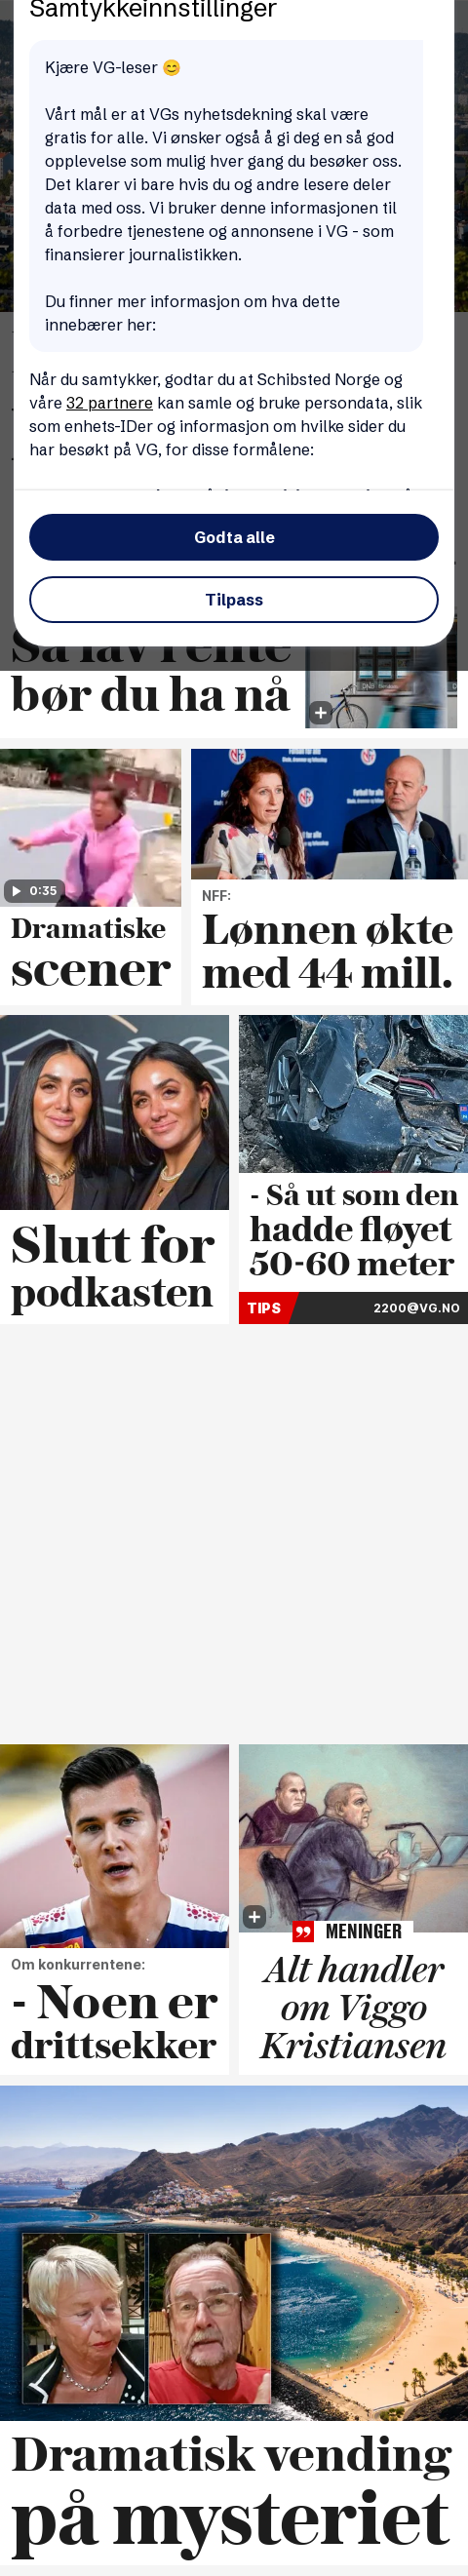 Samtykkeinnstillinger
Kjære VG-leser 😊
Vårt mål er at VGs nyhetsdekning skal være
gratis for alle. Vi ønsker også å gi deg en så god
opplevelse som mulig hver gang du besøker oss.
Det klarer vi bare hvis du og andre lesere deler
data med oss. Vi bruker denne informasjonen til
å forbedre tjenestene og annonsene i VG - som
finansierer journalistikken.
Du finner mer informasjon om hva dette
innebærer her:
Når du samtykker, godtar du at Schibsted Norge og
våre 32 partnere kan samle og bruke persondata, slik
som enhets-IDer og informasjon om hvilke sider du
har besøkt på VG, for disse formålene:
Godta alle
Tilpass
Så lav rente
bør du ha nå
0:35
Dramatiske
scener
NFF:
Lønnen økte
med 44 mill.
Slutt for
podkasten
- Så ut som den
hadde fløyet
50-60 meter
TIPS 2200@VG.NO
Om konkurrentene:
- Noen er
drittsekker
MENINGER
Alt handler
om Viggo
Kristiansen
Dramatisk vending
på mysteriet